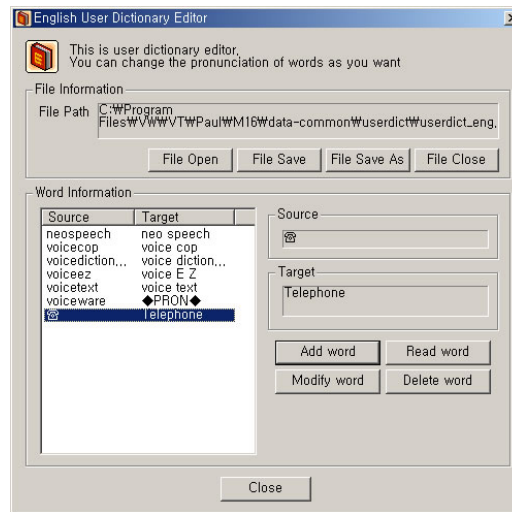 English User Dictionary Editor
This is user dictionary editor,
You can change the pronunciation of words as you want
File Information
File Path
C:₩Program
Files₩VW₩VT₩Paul₩M16₩data-common₩userdict₩userdict_eng,
File Open File Save File Save As File Close
Word Information
Source Target
neospeech neo speech
voicecop voice cop
voicediction... voice diction...
voiceez voice E Z
voicetext voice text
voiceware ◆PRON◆
☎ Telephone
Source
☎
Target
Telephone
Add word Read word
Modify word Delete word
Close